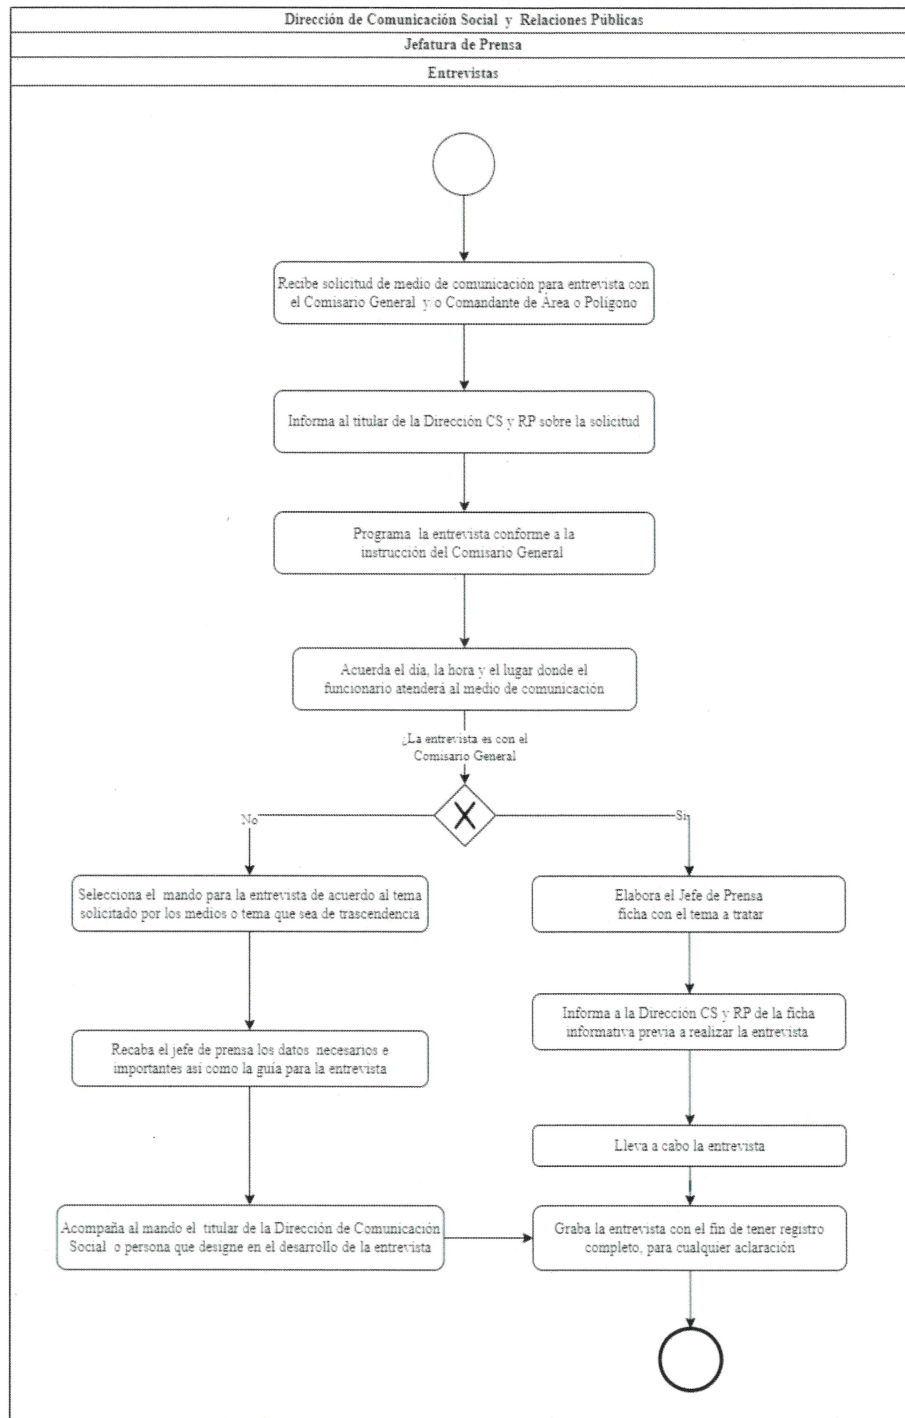 Dirección de Comunicación Social y Relaciones Públicas
Jefatura de Prensa
Entrevistas
Recibe solicitud de medio de comunicación para entrevista con
el Comisario General y/o Comandante de Área o Polígono
Informa al titular de la Dirección CS y RP sobre la solicitud
Programa la entrevista conforme a la
instrucción del Comisario General
Acuerda el día, la hora y el lugar donde el
funcionario atenderá al medio de comunicación
¿La entrevista es con el
Comisario General
No
Si
Selecciona el mando para la entrevista de acuerdo al tema
solicitado por los medios o tema que sea de trascendencia
Recaba el jefe de prensa los datos necesarios e
importantes asi como la guía para la entrevista
Acompaña al mando el titular de la Dirección de Comunicación
Social o persona que designe en el desarrollo de la entrevista
Elabora el Jefe de Prensa
ficha con el tema a tratar
Informa a la Dirección CS y RP de la ficha
informativa previa a realizar la entrevista
Lleva a cabo la entrevista
Graba la entrevista con el fin de tener registro
completo, para cualquier aclaración